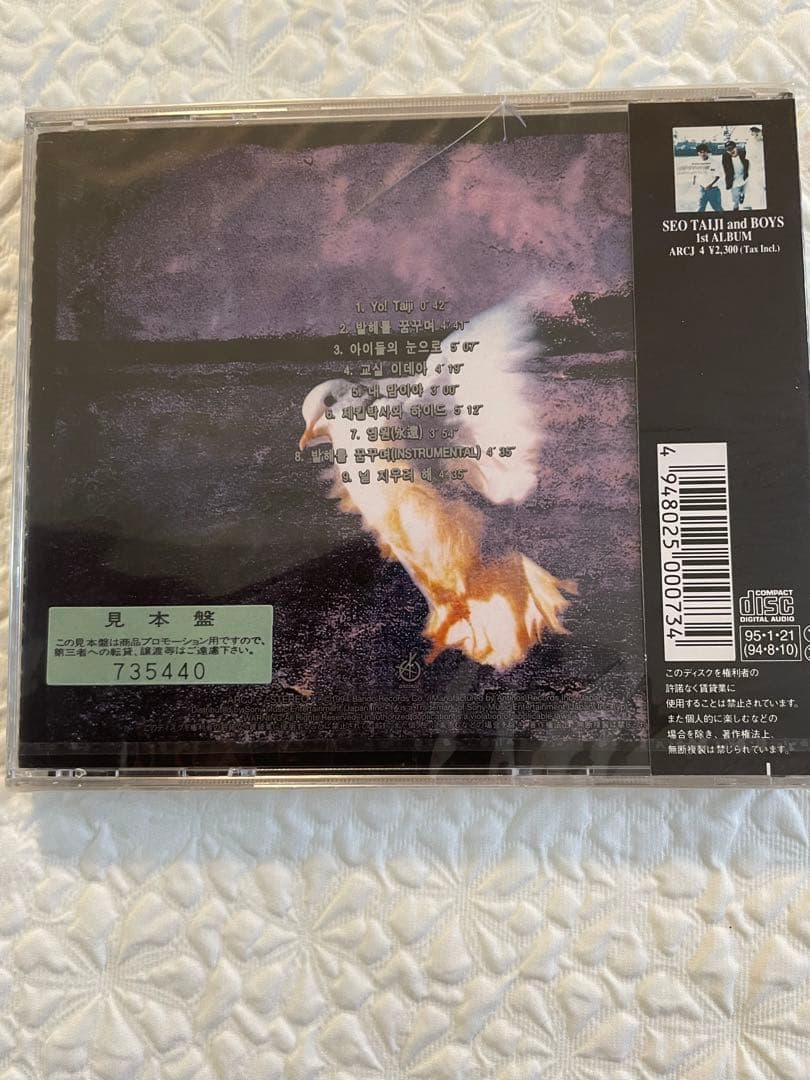 1. Yo! Taiji 0´42˝
2.발해를 꿈꾸며 4´41˝
3. 아이들의 눈으로 5´07˝
4. 교실 이데아 4´19˝
5. 내 맘이야 3´00˝
6. 제킬박사와 하이드 5´12˝
7. 영원(永遠) 3´54˝
8. 발해를 꿈꾸며(INSTRUMENTAL) 4´35˝
9. 널 지우려 해 4´35˝
見本盤
この見本盤は商品プロモーション用ですので、
第三者への転貸、譲渡等はご遠慮下さい。
735440
SEO TAIJI and BOYS
1st ALBUM
ARCJ 4 ¥2,300 (Tax Incl.)
4 948025 000734
COMPACT
disc
DIGITAL AUDIO
95・1・21
(94・8・10)
このディスクを権利者の
許諾なく賃貸業に
使用することは禁止されています。
また個人的に楽しむなどの
場合を除き、著作権法上、
無断複製は禁じられています。